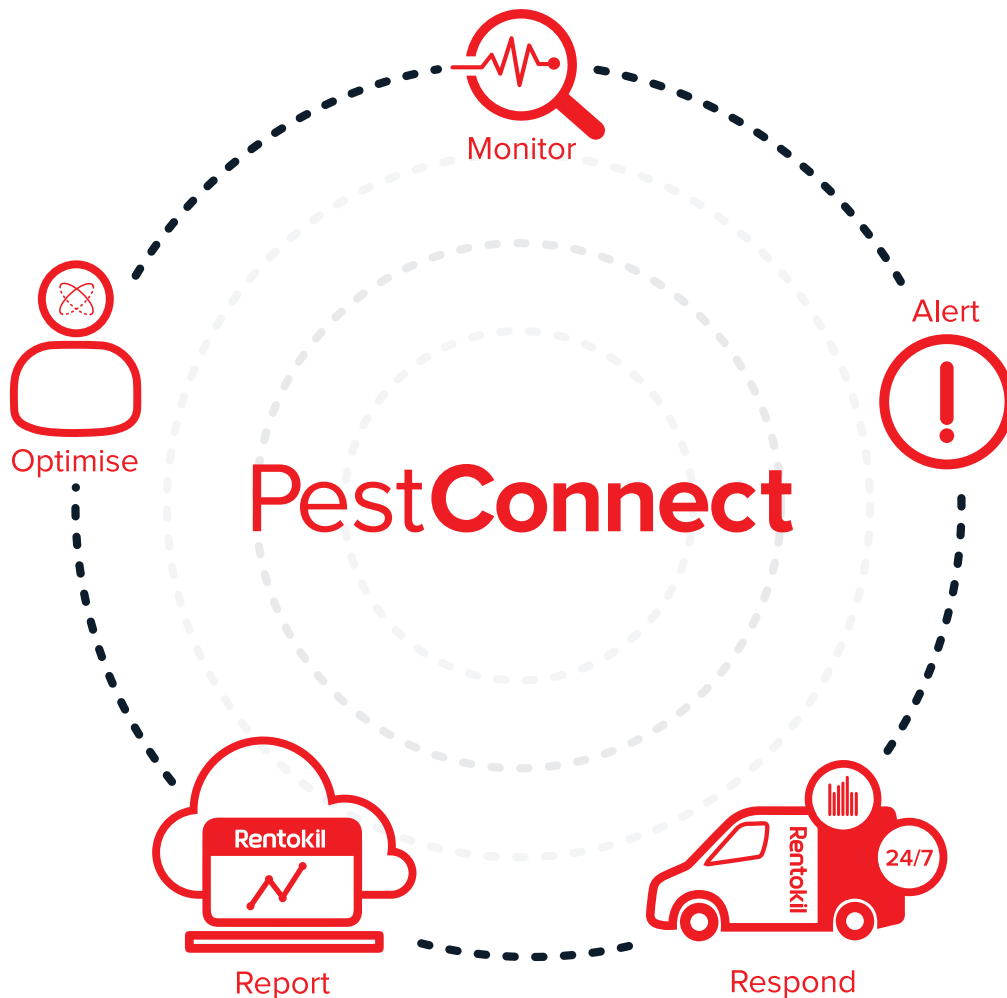 Monitor
Alert
Optimise
PestConnect
Rentokil
Rentokil
24/7
Report
Respond